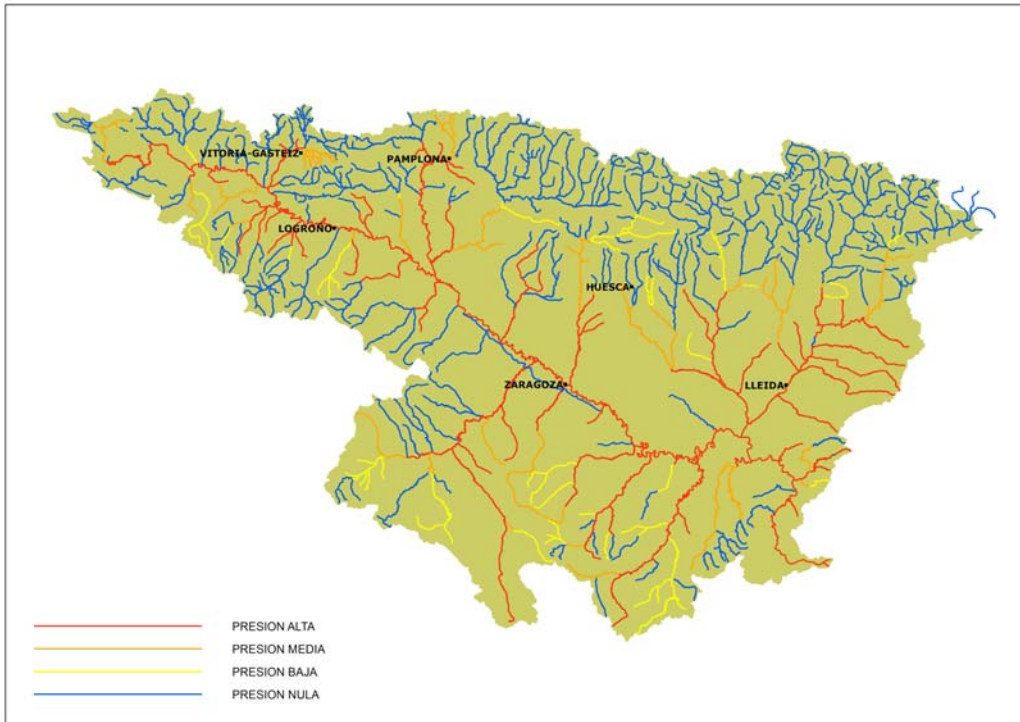 VITORIA-GASTEIZ
PAMPLONA
LOGROÑO
HUESCA
ZARAGOZA
LLEIDA
PRESION ALTA
PRESION MEDIA
PRESION BAJA
PRESION NULA